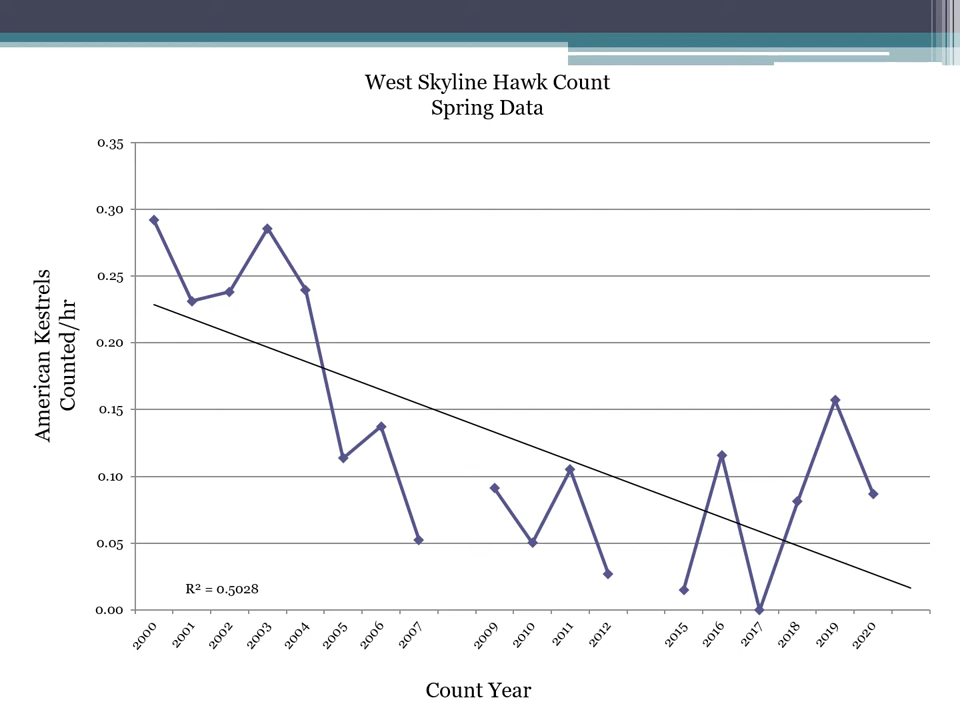 West Skyline Hawk Count
Spring Data
American Kestrels
Counted/hr
0.35
0.30
0.25
0.20
0.15
0.10
0.05
0.00
R² = 0.5028
2000 2001 2002 2003 2004 2005 2006 2007 2009 2010 2011 2012 2015 2016 2017 2018 2019 2020
Count Year